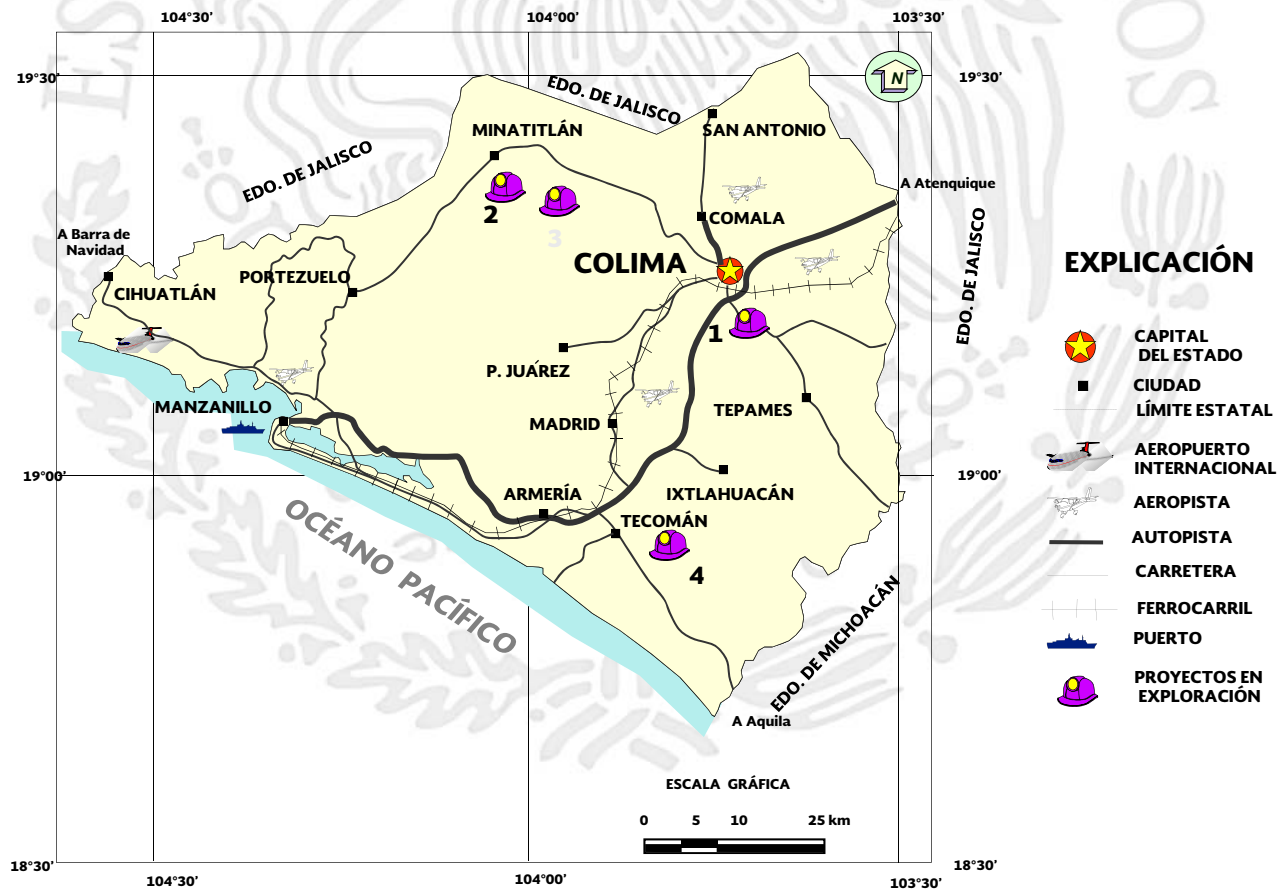 104°30’
104°00’
103°30’
ES
OS
19°30’
19°30’
N
EDO. DE JALISCO
SAN ANTONIO
MINATITLÁN
EDO. DE JALISCO
A Atenquique
2
3
COMALA
A Barra de
Navidad
COLIMA
EDO. DE JALISCO
PORTEZUELO
CIHUATLÁN
1
P. JUÁREZ
MANZANILLO
MADRID
TEPAMES
19°00’
19°00’
ARMERÍA
IXTLAHUACÁN
TECOMÁN
4
OCÉANO PACÍFICO
EDO. DE MICHOACÁN
A Aquila
ESCALA GRÁFICA
0 5 10 25 km
18°30’
18°30’
104°30’
104°00’
103°30’
EXPLICACIÓN
CAPITAL
DEL ESTADO
CIUDAD
LÍMITE ESTATAL
AEROPUERTO
INTERNACIONAL
AEROPISTA
AUTOPISTA
CARRETERA
FERROCARRIL
PUERTO
PROYECTOS EN
EXPLORACIÓN